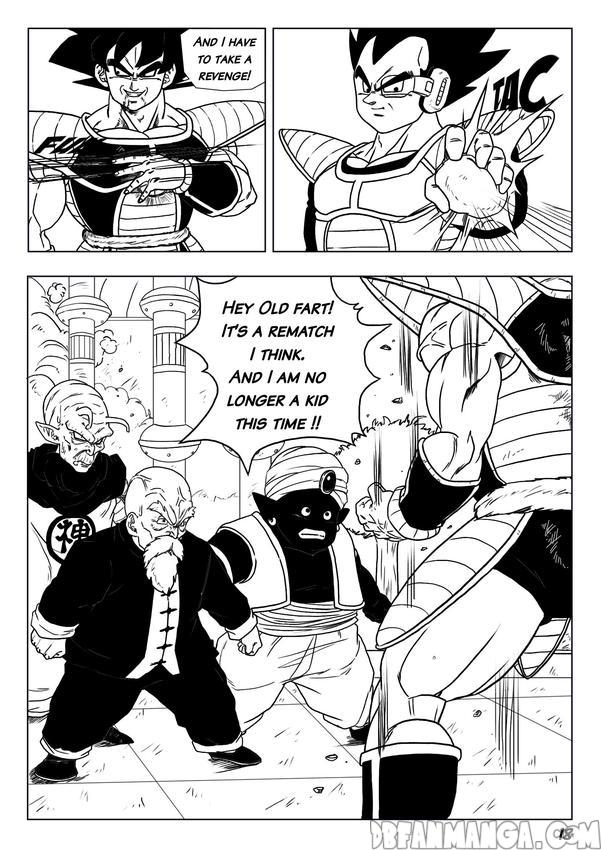 AND I HAVE
TO TAKE A
REVENGE!
TAC
HEY OLD FART!
IT'S A REMATCH
I THINK.
AND I AM NO
LONGER A KID
THIS TIME !!
神
DBFANMANGA.COM